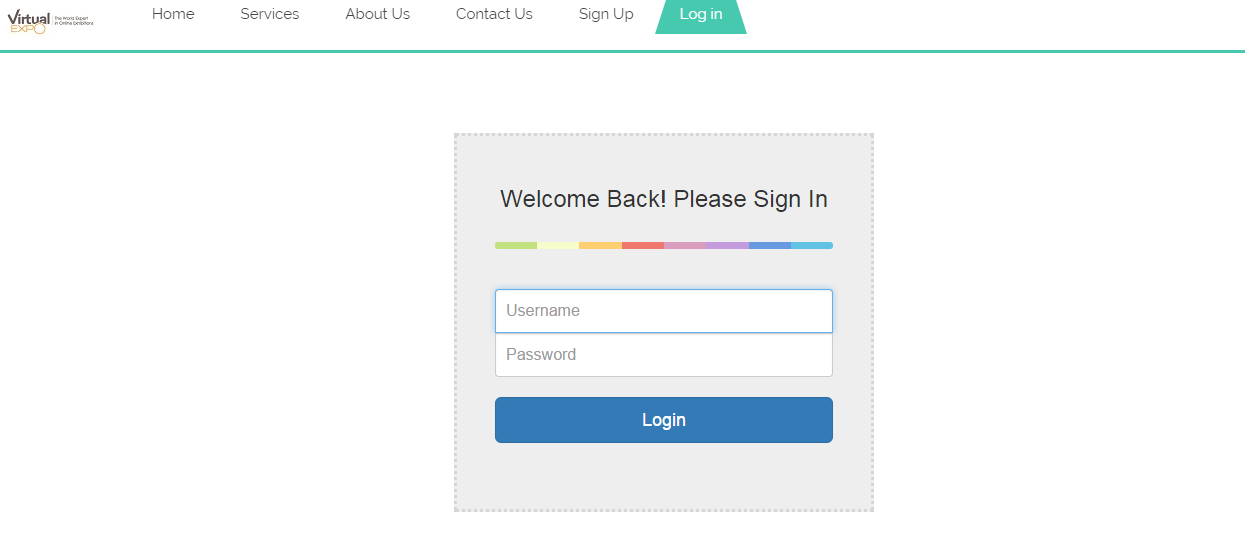 Virtual
EXPO
The World Expert
in Online Exhibitions
Home
Services
About Us
Contact Us
Sign Up
Log in
Welcome Back! Please Sign In
Username
Password
Login